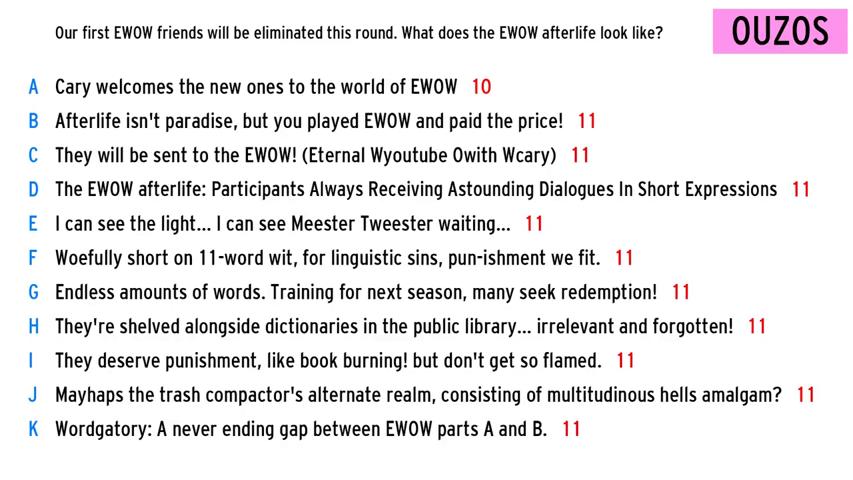 Our first EWOW friends will be eliminated this round. What does the EWOW afterlife look like?
OUZOS
A Cary welcomes the new ones to the world of EWOW 10
B Afterlife isn't paradise, but you played EWOW and paid the price! 11
C They will be sent to the EWOW! (Eternal Wyoutube Owith Wcary) 11
D The EWOW afterlife: Participants Always Receiving Astounding Dialogues In Short Expressions 11
E I can see the light... I can see Meester Tweester waiting... 11
F Woefully short on 11-word wit, for linguistic sins, pun-ishment we fit. 11
G Endless amounts of words. Training for next season, many seek redemption! 11
H They're shelved alongside dictionaries in the public library... irrelevant and forgotten! 11
I They deserve punishment, like book burning! but don't get so flamed. 11
J Mayhaps the trash compactor's alternate realm, consisting of multitudinous hells amalgam? 11
K Wordgatory: A never ending gap between EWOW parts A and B. 11